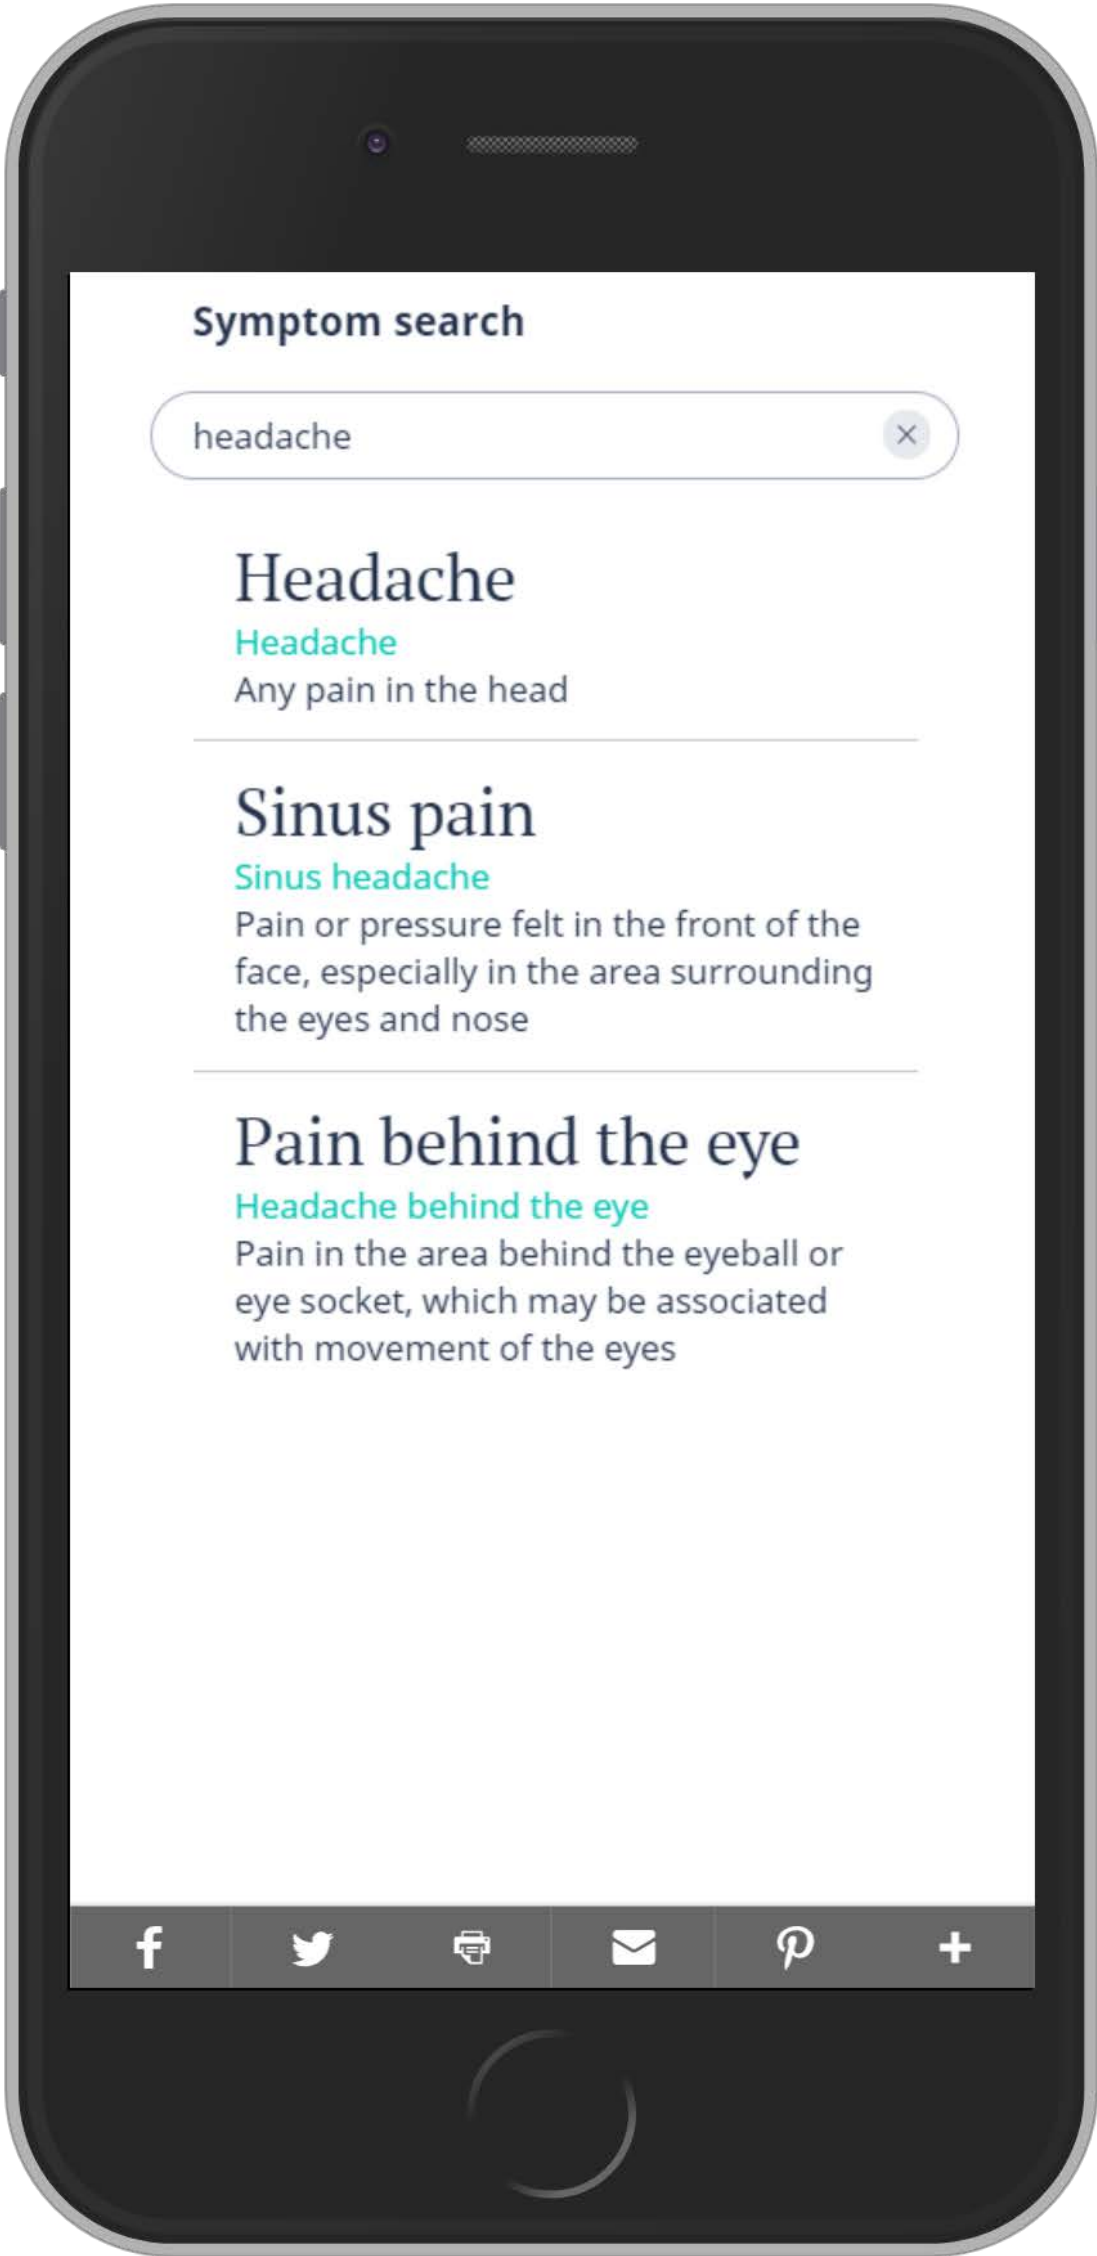 Symptom search
headache
Headache
Headache
Any pain in the head
Sinus pain
Sinus headache
Pain or pressure felt in the front of the
face, especially in the area surrounding
the eyes and nose
Pain behind the eye
Headache behind the eye
Pain in the area behind the eyeball or
eye socket, which may be associated
with movement of the eyes